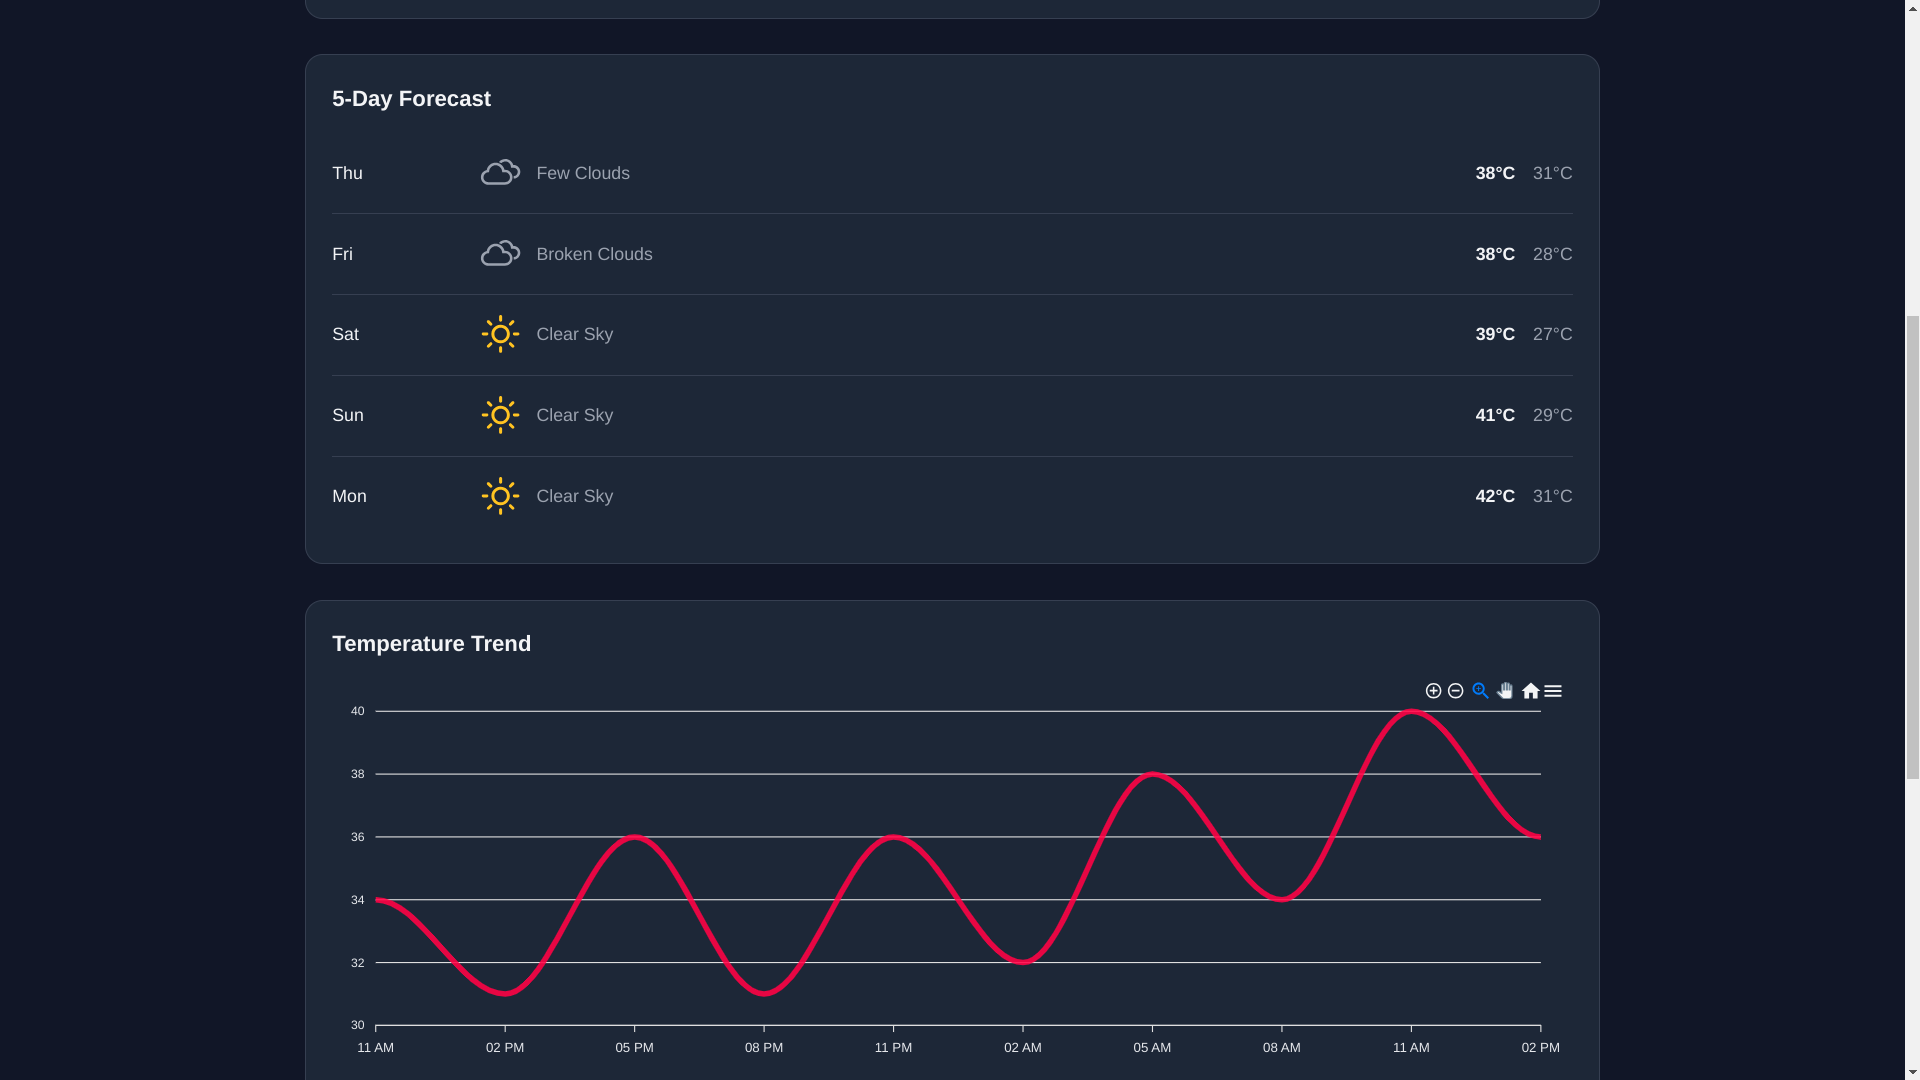 5-Day Forecast
Thu Few Clouds 38°C 31°C
Fri Broken Clouds 38°C 28°C
Sat Clear Sky 39°C 27°C
Sun Clear Sky 41°C 29°C
Mon Clear Sky 42°C 31°C
Temperature Trend
40
38
36
34
32
30
11 AM 02 PM 05 PM 08 PM 11 PM 02 AM 05 AM 08 AM 11 AM 02 PM